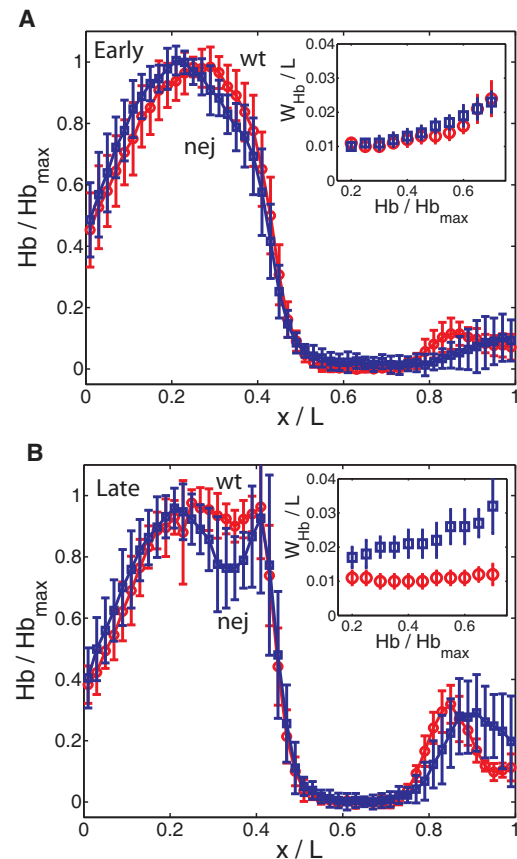 A
Early
wt
nej
Hb / Hb_max
1
0.8
0.6
0.4
0.2
0
0 0.2 0.4 0.6 0.8 1
x / L
W_Hb / L
0.04
0.03
0.02
0.01
0
0.2 0.4 0.6
Hb / Hb_max
B
Late
wt
nej
Hb / Hb_max
1
0.8
0.6
0.4
0.2
0
0 0.2 0.4 0.6 0.8 1
x / L
W_Hb / L
0.04
0.03
0.02
0.01
0
0.2 0.4 0.6
Hb / Hb_max